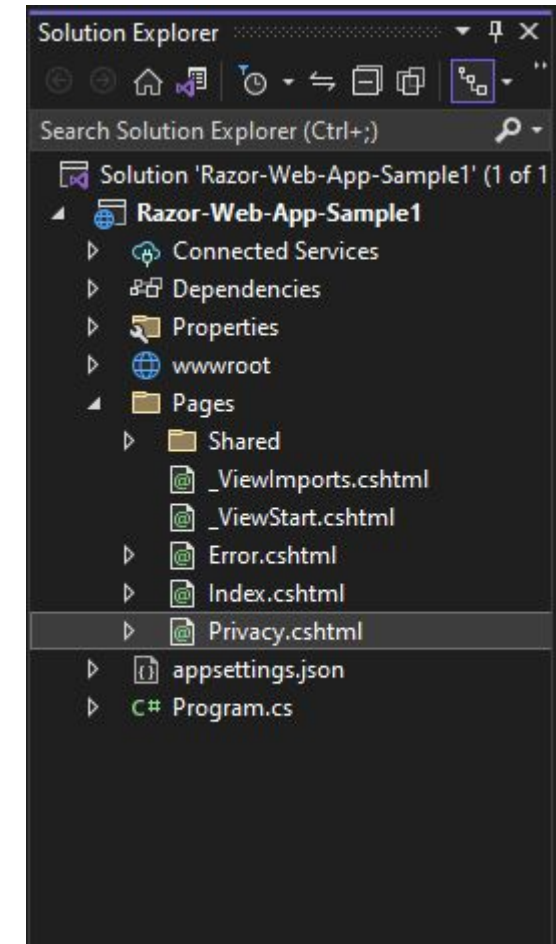 Solution Explorer
Search Solution Explorer (Ctrl+;)
Solution 'Razor-Web-App-Sample1' (1 of 1
Razor-Web-App-Sample1
Connected Services
Dependencies
Properties
wwwroot
Pages
Shared
_ViewImports.cshtml
_ViewStart.cshtml
Error.cshtml
Index.cshtml
Privacy.cshtml
appsettings.json
C# Program.cs